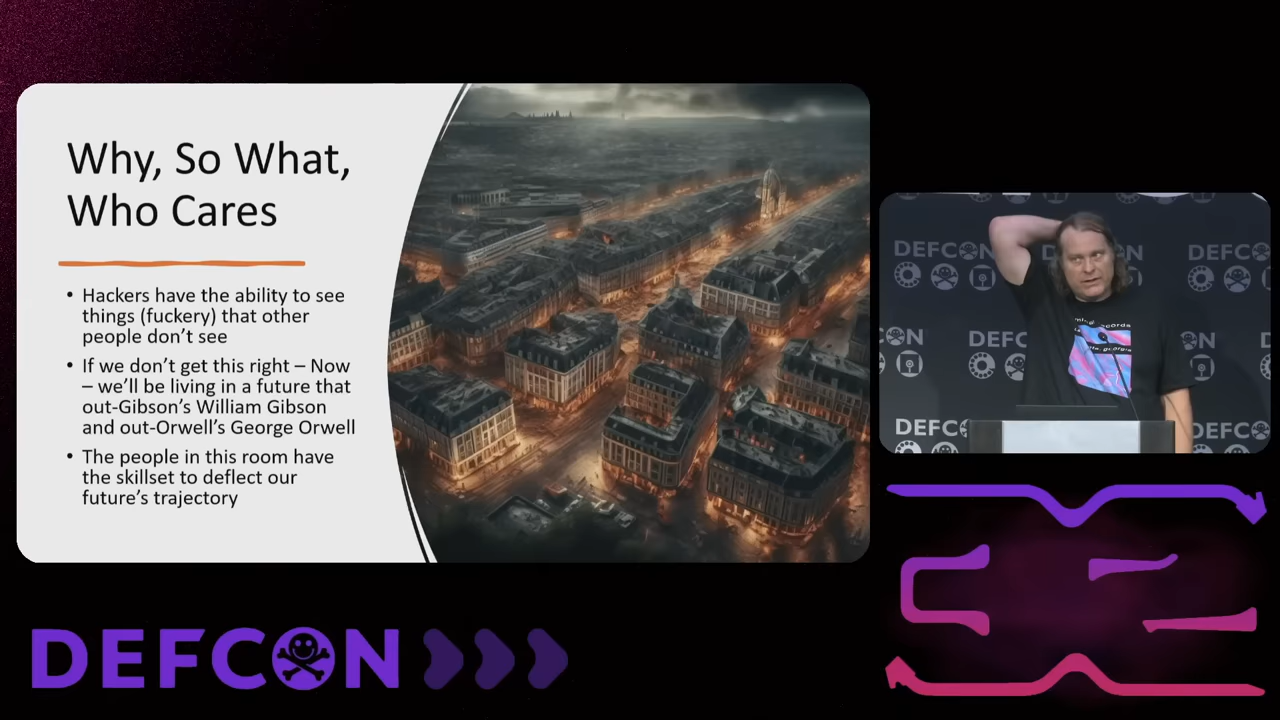 Why, So What,
Who Cares
• Hackers have the ability to see
things (fuckery) that other
people don’t see
• If we don’t get this right – Now
– we’ll be living in a future that
out-Gibson’s William Gibson
and out-Orwell’s George Orwell
• The people in this room have
the skillset to deflect our
future’s trajectory
DEFCON
DEFCON
DEFCON
CON
DEFC
DEFC
DEFCON
DEFCON